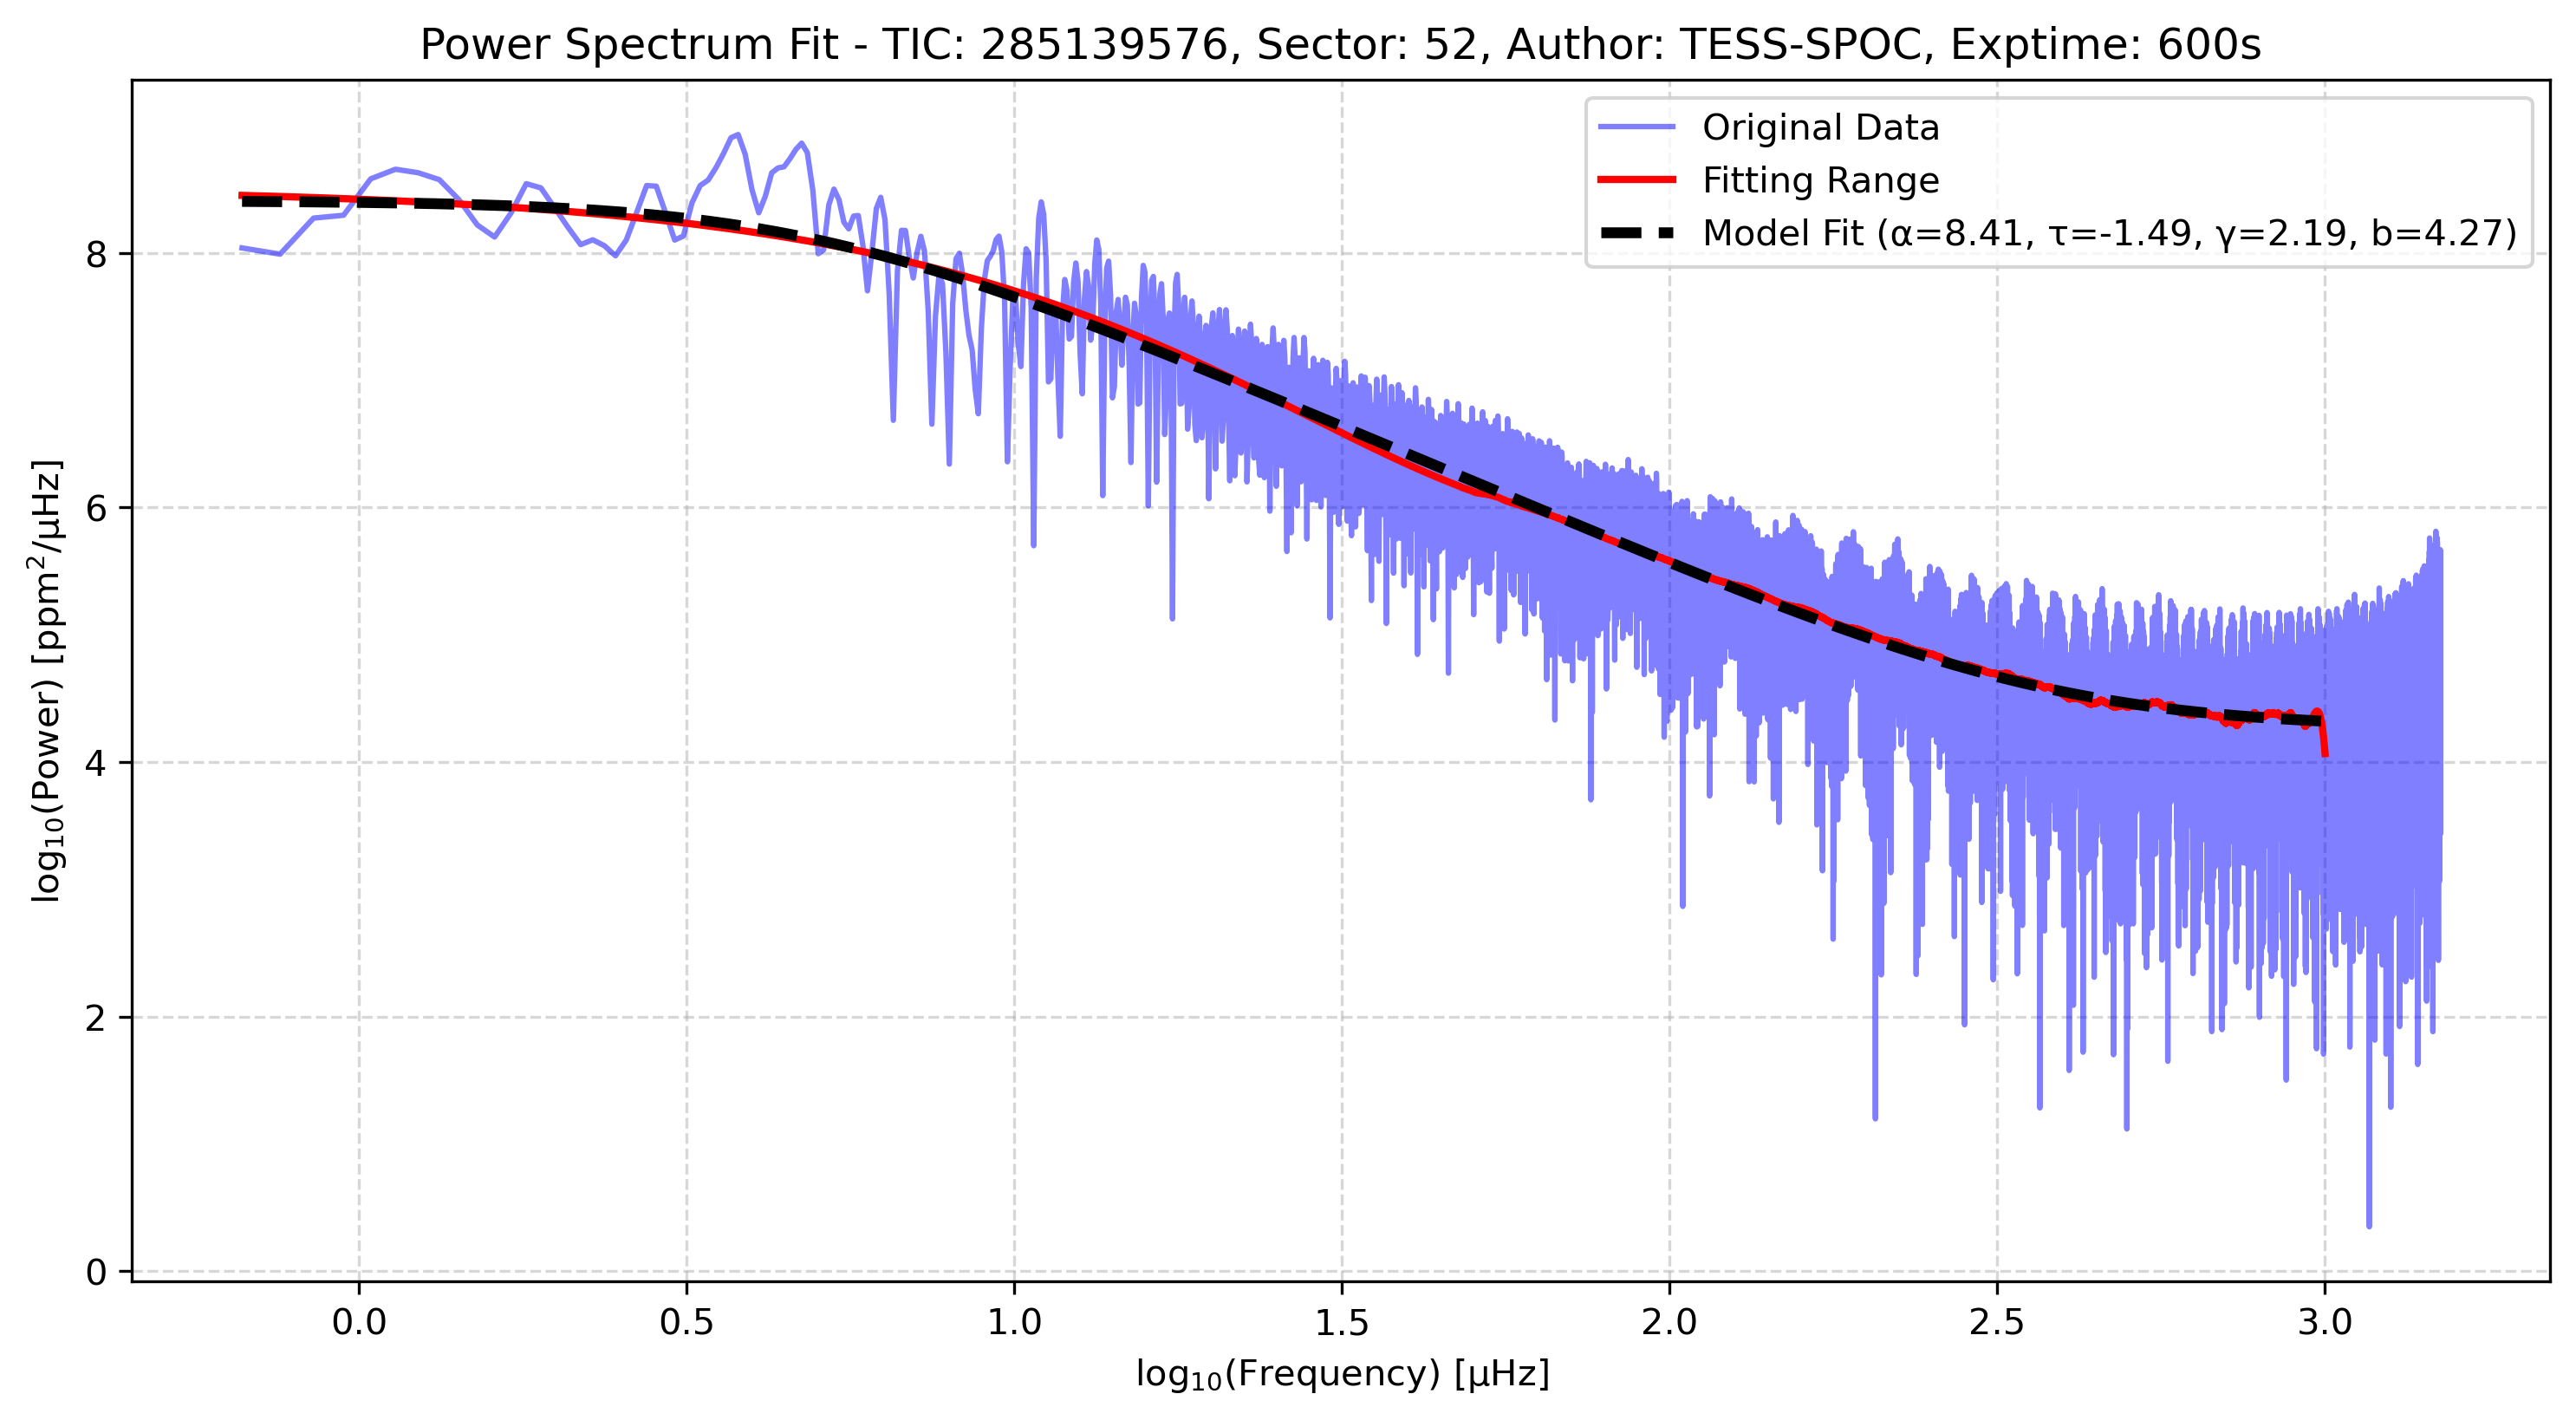 Power Spectrum Fit - TIC: 285139576, Sector: 52, Author: TESS-SPOC, Exptime: 600s
Original Data
Fitting Range
Model Fit (α=8.41, τ=-1.49, γ=2.19, b=4.27)
log₁₀(Power) [ppm²/μHz]
8
6
4
2
0
0.0 0.5 1.0 1.5 2.0 2.5 3.0
log₁₀(Frequency) [μHz]